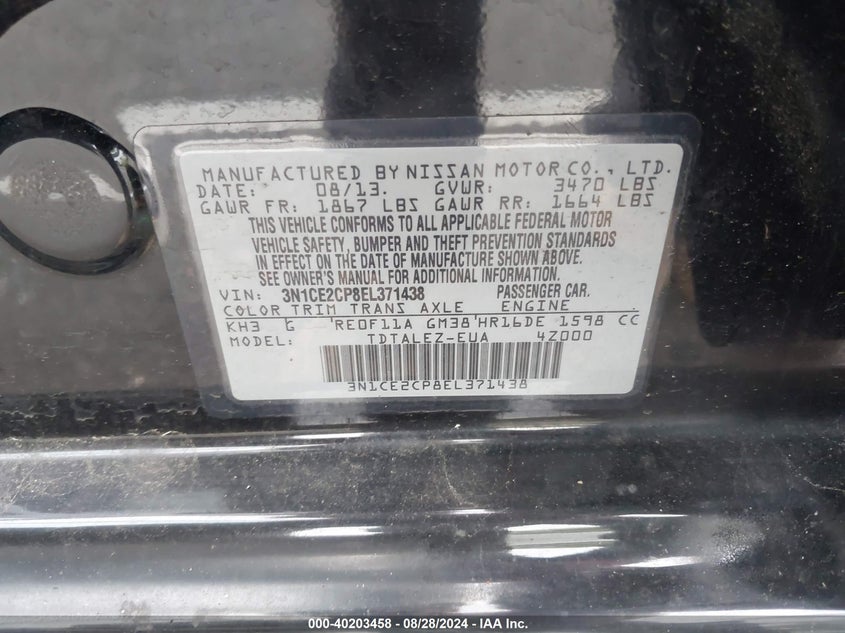 MANUFACTURED BY NISSAN MOTOR CO., LTD.
DATE: 08/13. GVWR: 3470 LBS
GAWR FR: 1867 LBS GAWR RR: 1664 LBS
THIS VEHICLE CONFORMS TO ALL APPLICABLE FEDERAL MOTOR
VEHICLE SAFETY, BUMPER AND THEFT PREVENTION STANDARDS
IN EFFECT ON THE DATE OF MANUFACTURE SHOWN ABOVE.
SEE OWNER'S MANUAL FOR ADDITIONAL INFORMATION.
VIN: 3N1CE2CP8EL371438 PASSENGER CAR.
COLOR TRIM TRANS AXLE ENGINE
KH3 G 'RE0F11A GM38'HR16DE 1598 CC
MODEL: TDTALEZ-EUA 4Z000
3N1CE2CP8EL371438
000-40203458 - 08/28/2024 - IAAI.com